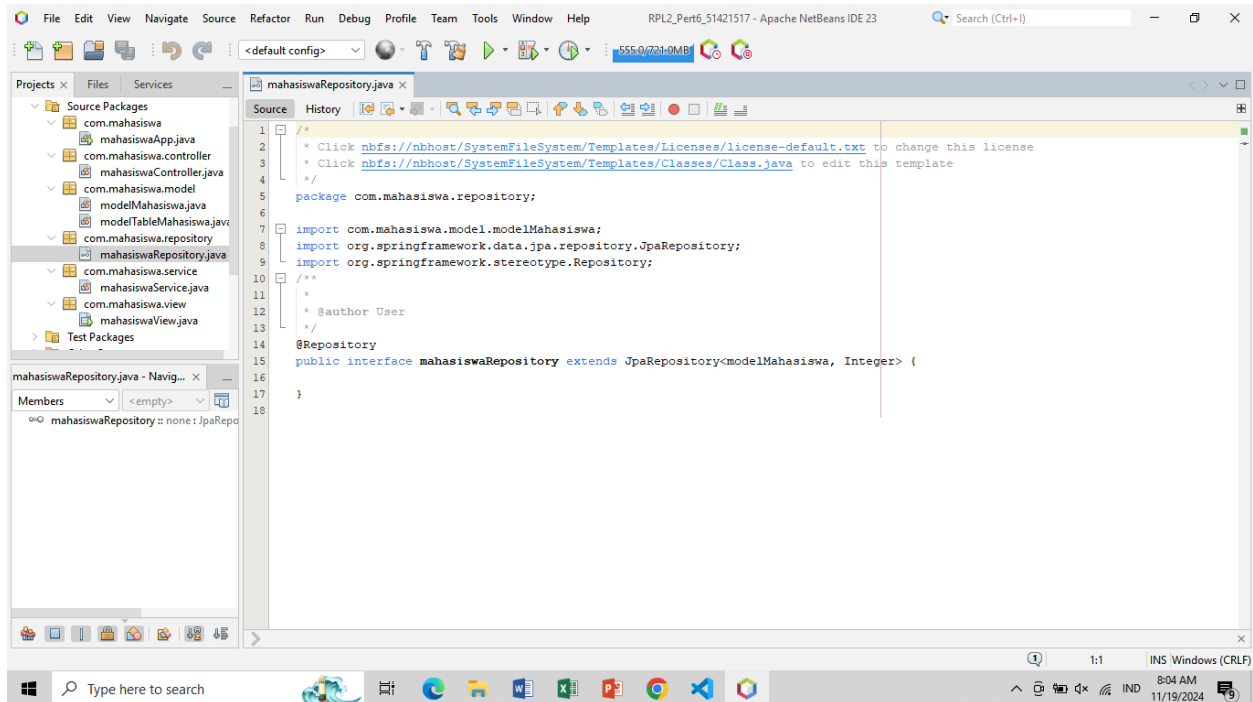 File Edit View Navigate Source Refactor Run Debug Profile Team Tools Window Help RPL2_Pert6_51421517 - Apache NetBeans IDE 23 Search (Ctrl+I)
<default config> 555.0/721.0MB
Projects Files Services
mahasiswaRepository.java
Source Packages
com.mahasiswa
mahasiswaApp.java
com.mahasiswa.controller
mahasiswaController.java
com.mahasiswa.model
modelMahasiswa.java
modelTableMahasiswa.java
com.mahasiswa.repository
mahasiswaRepository.java
com.mahasiswa.service
mahasiswaService.java
com.mahasiswa.view
mahasiswaView.java
Test Packages
mahasiswaRepository.java - Navig...
Members <empty>
mahasiswaRepository :: none : JpaRepo
Source History
1 /*
2 * Click nbfs://nbhost/SystemFileSystem/Templates/Licenses/license-default.txt to change this license
3 * Click nbfs://nbhost/SystemFileSystem/Templates/Classes/Class.java to edit this template
4 */
5 package com.mahasiswa.repository;
6
7 import com.mahasiswa.model.modelMahasiswa;
8 import org.springframework.data.jpa.repository.JpaRepository;
9 import org.springframework.stereotype.Repository;
10 /**
11 *
12 * @author User
13 */
14 @Repository
15 public interface mahasiswaRepository extends JpaRepository<modelMahasiswa, Integer> {
16
17 }
18
1 1:1 INS Windows (CRLF)
Type here to search
IND
8:04 AM
11/19/2024
9